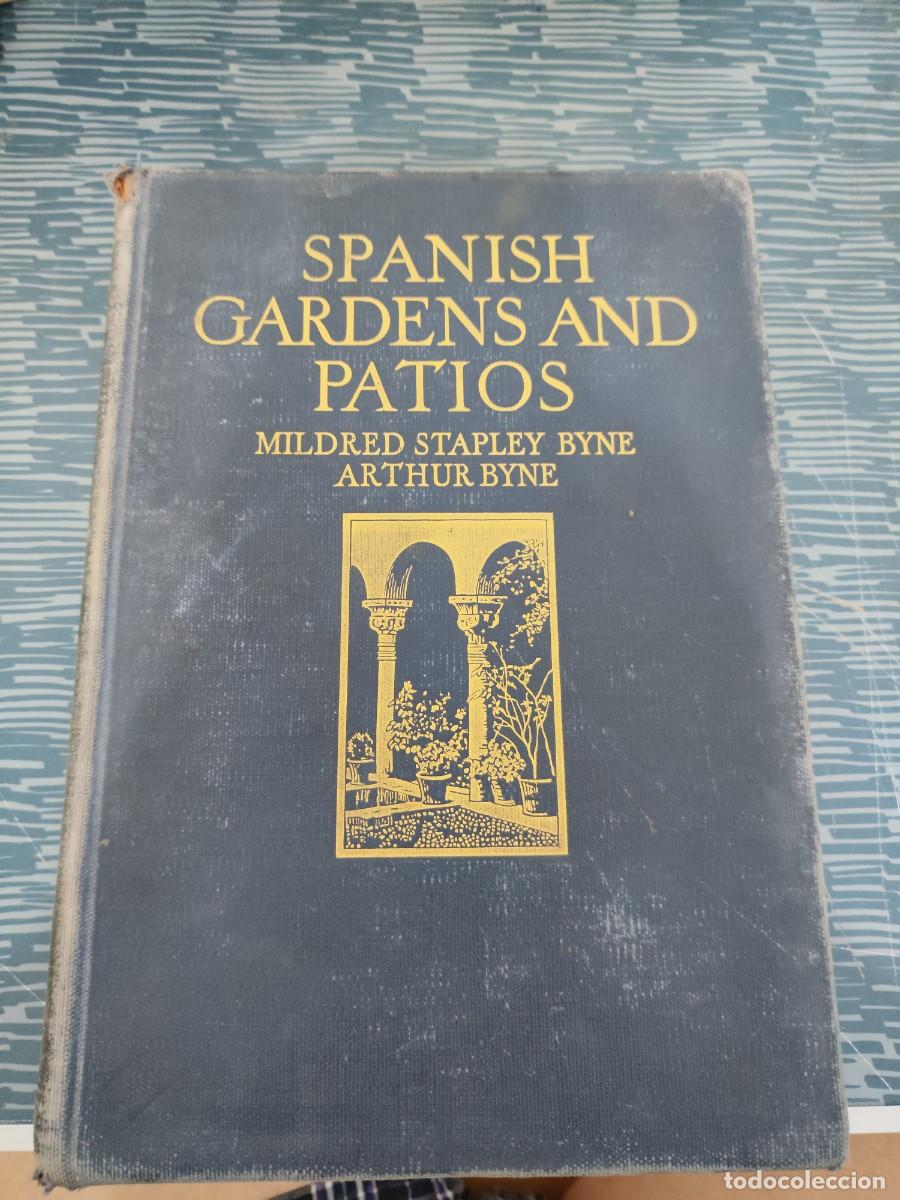 SPANISH
GARDENS AND
PATIOS
MILDRED STAPLEY BYNE
ARTHUR BYNE
todocoleccion